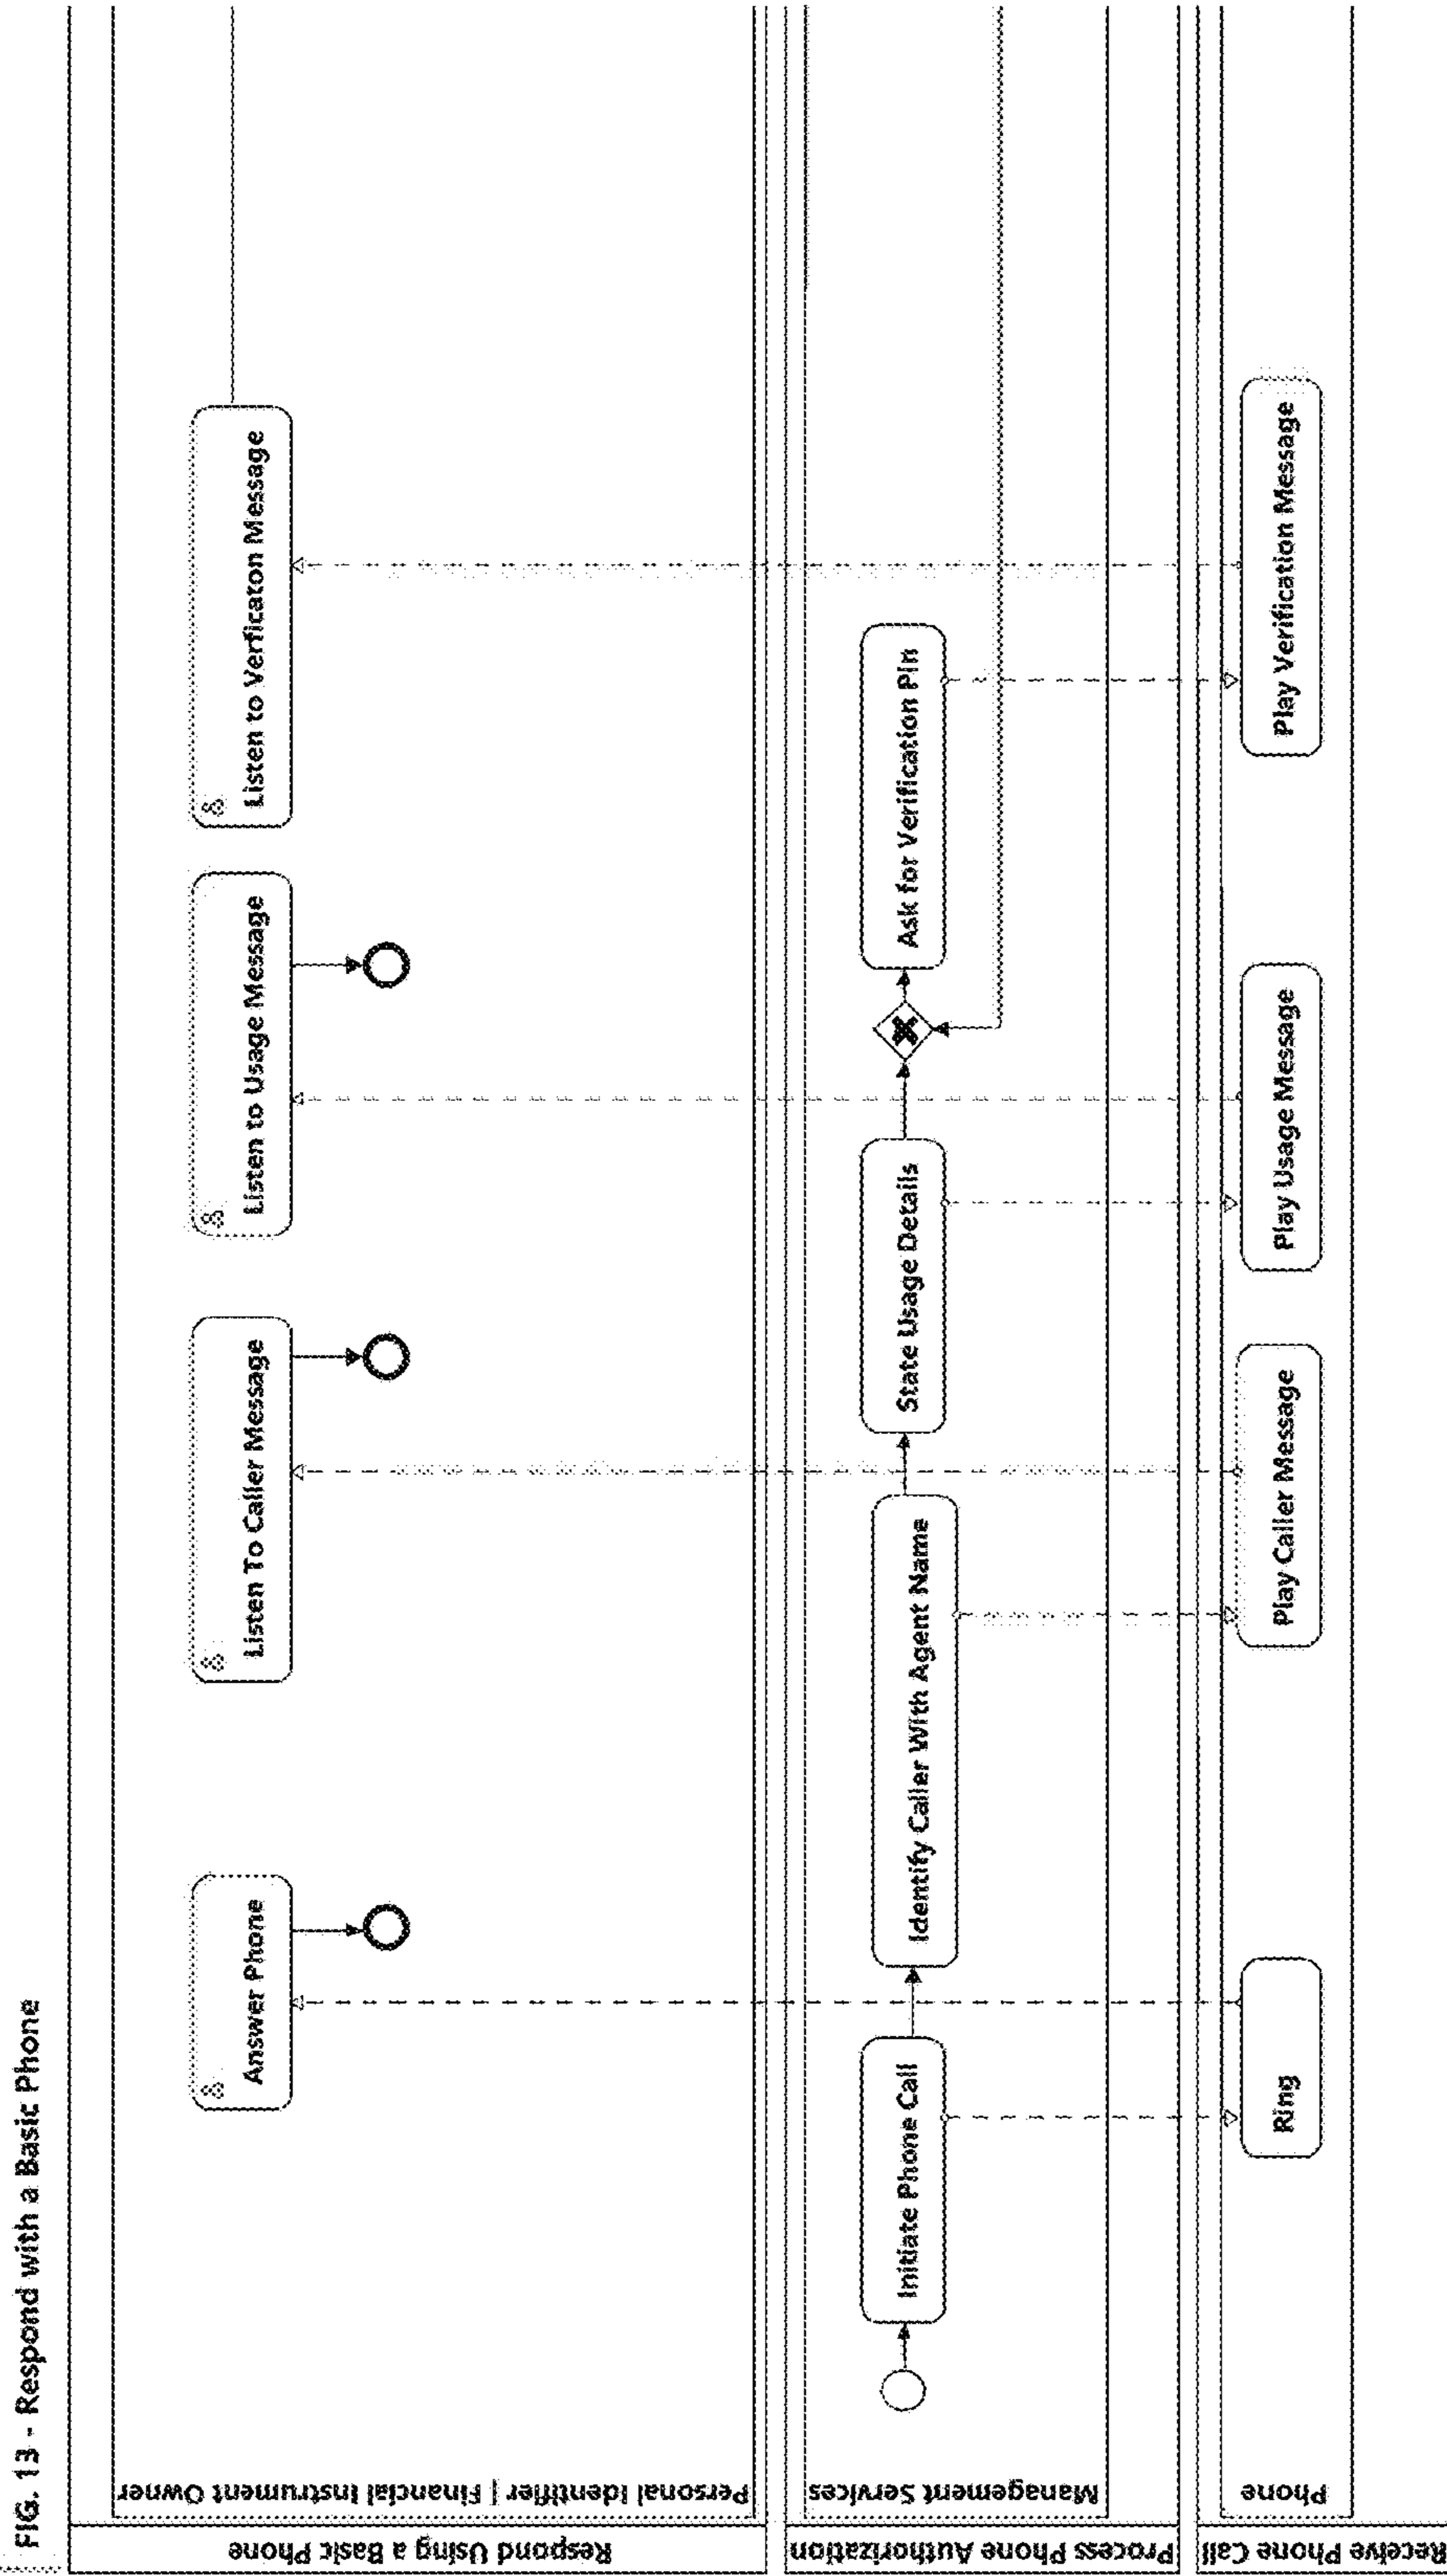 FIG. 13 - Respond with a Basic Phone
Respond Using a Basic Phone
Personal Identifier | Financial Instrument Owner
Answer Phone
Listen To Caller Message
Listen to Usage Message
Listen to Verficaton Message
Process Phone Authorization
Management Services
Initiate Phone Call
Identify Caller With Agent Name
State Usage Details
Ask for Verification Pin
Receive Phone Call
Phone
Ring
Play Caller Message
Play Usage Message
Play Verification Message